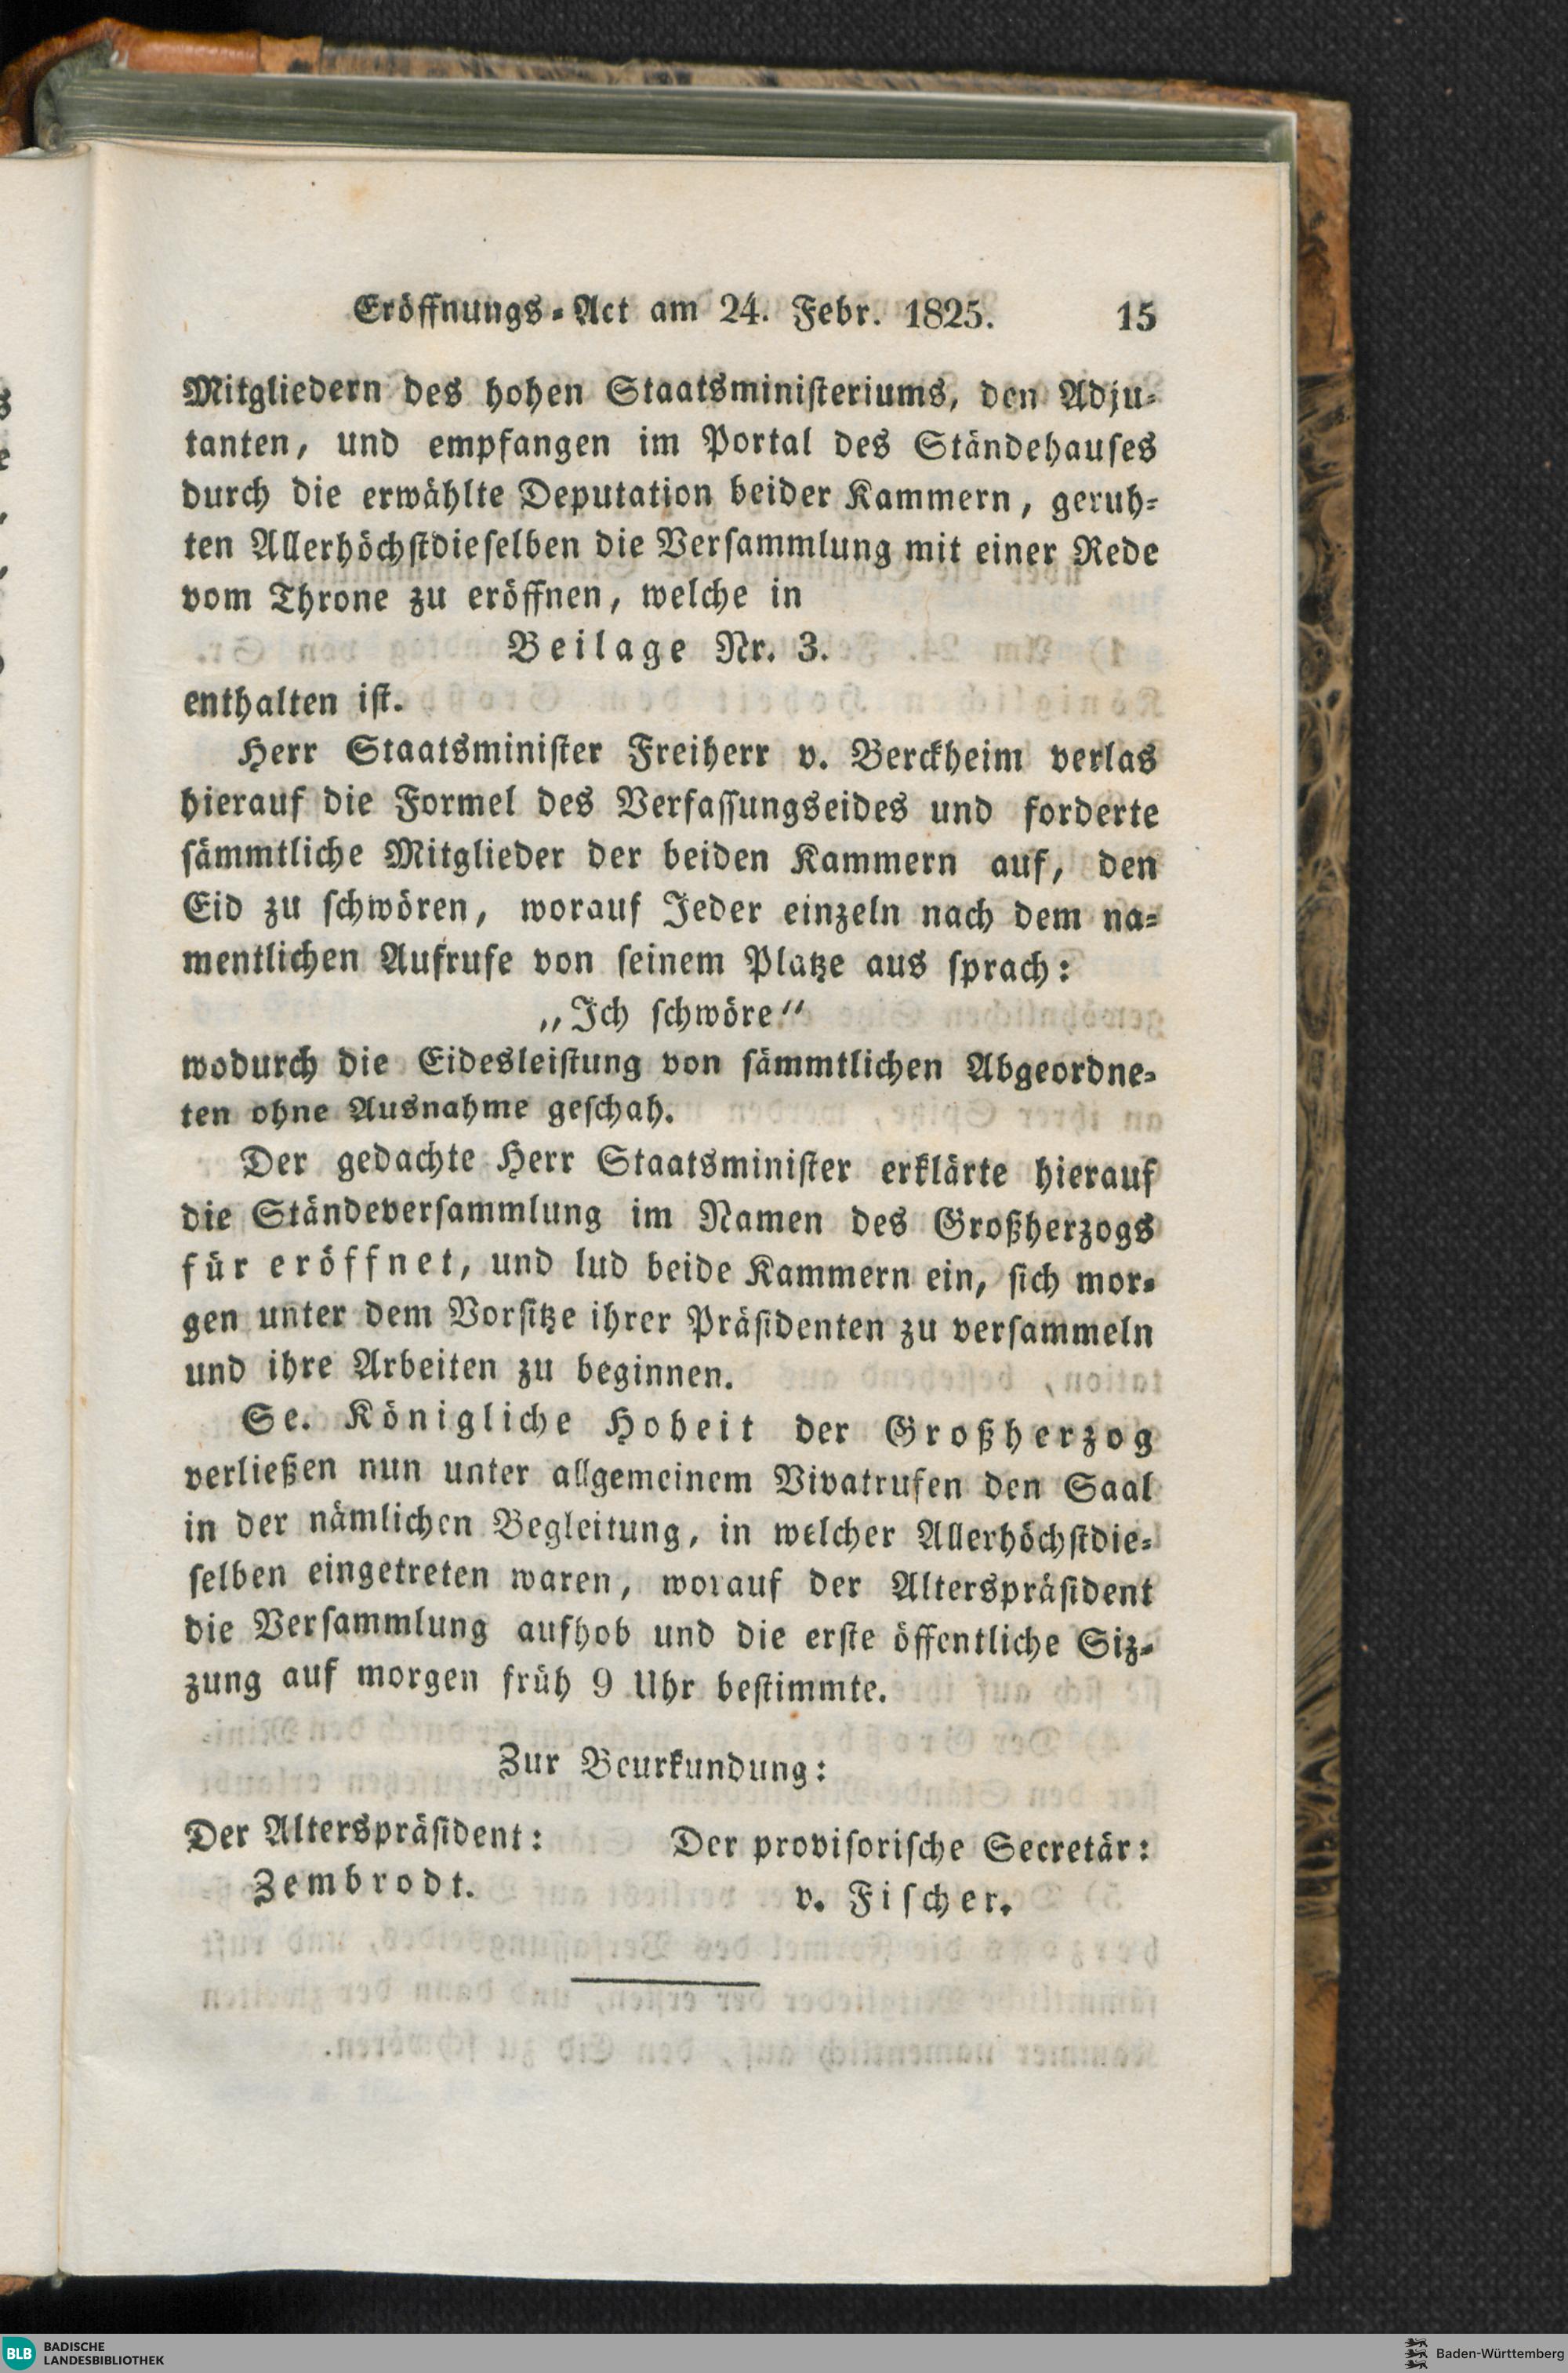 Eröffnungs-Act am 24. Febr. 1825. 15
Mitgliedern des hohen Staatsministeriums, den Adju-
tanten, und empfangen im Portal des Ständehauses
durch die erwählte Deputation beider Kammern, geruh-
ten Allerhöchstdieselben die Versammlung mit einer Rede
vom Throne zu eröffnen, welche in
Beilage Nr. 3.
enthalten ist.
Herr Staatsminister Freiherr v. Berckheim verlas
hierauf die Formel des Verfassungseides und forderte
sämmtliche Mitglieder der beiden Kammern auf, den
Eid zu schwören, worauf Jeder einzeln nach dem na-
mentlichen Aufrufe von seinem Platze aus sprach:
„Ich schwöre“
wodurch die Eidesleistung von sämmtlichen Abgeordne-
ten ohne Ausnahme geschah.
Der gedachte Herr Staatsminister erklärte hierauf
die Ständeversammlung im Namen des Großherzogs
für eröffnet, und lud beide Kammern ein, sich mor-
gen unter dem Vorsitze ihrer Präsidenten zu versammeln
und ihre Arbeiten zu beginnen.
Se. Königliche Hoheit der Großherzog
verließen nun unter allgemeinem Vivatrufen den Saal
in der nämlichen Begleitung, in welcher Allerhöchstdie-
selben eingetreten waren, worauf der Alterspräsident
die Versammlung aufhob und die erste öffentliche Siz-
zung auf morgen früh 9 Uhr bestimmte.
Zur Beurkundung:
Der Alterspräsident: Der provisorische Secretär:
Zembrodt. v. Fischer.
BLB BADISCHE LANDESBIBLIOTHEK
Baden-Württemberg